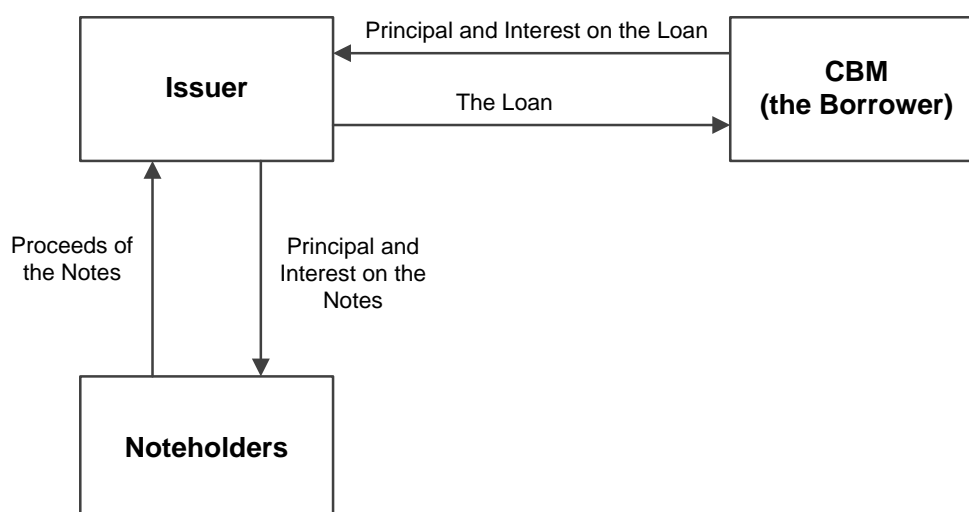 Principal and Interest on the Loan
Issuer
CBM
(the Borrower)
The Loan
Proceeds of
the Notes
Principal and
Interest on the
Notes
Noteholders